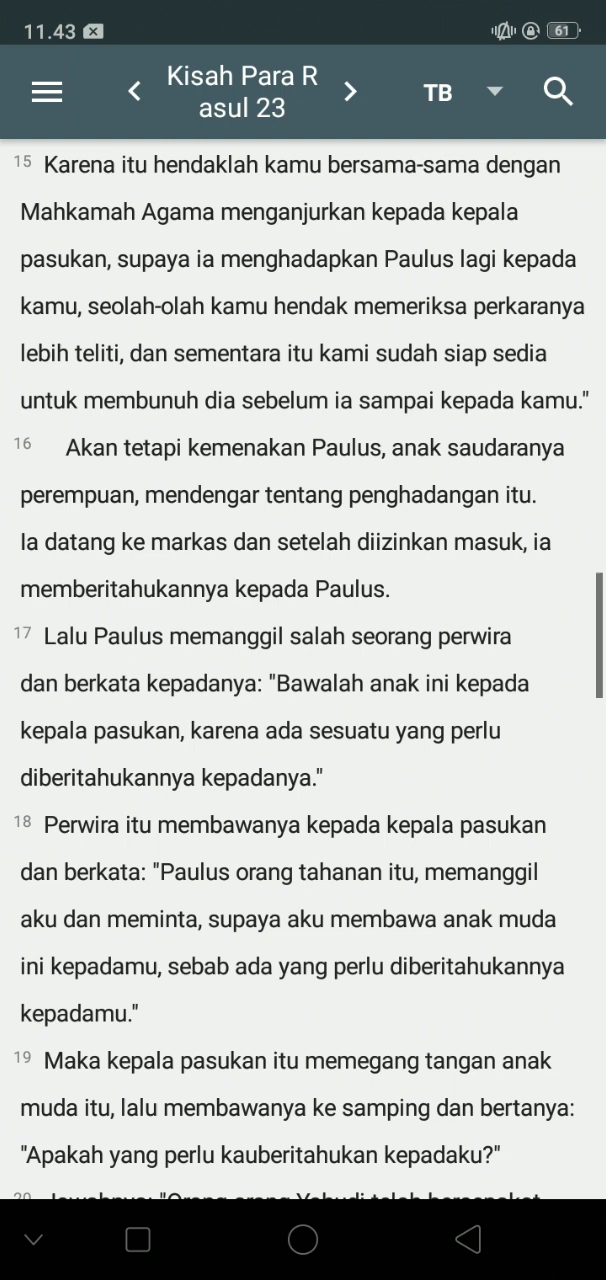 11.43
61
Kisah Para R
asul 23
TB
15 Karena itu hendaklah kamu bersama-sama dengan
Mahkamah Agama menganjurkan kepada kepala
pasukan, supaya ia menghadapkan Paulus lagi kepada
kamu, seolah-olah kamu hendak memeriksa perkaranya
lebih teliti, dan sementara itu kami sudah siap sedia
untuk membunuh dia sebelum ia sampai kepada kamu."
16 Akan tetapi kemenakan Paulus, anak saudaranya
perempuan, mendengar tentang penghadangan itu.
Ia datang ke markas dan setelah diizinkan masuk, ia
memberitahukannya kepada Paulus.
17 Lalu Paulus memanggil salah seorang perwira
dan berkata kepadanya: "Bawalah anak ini kepada
kepala pasukan, karena ada sesuatu yang perlu
diberitahukannya kepadanya."
18 Perwira itu membawanya kepada kepala pasukan
dan berkata: "Paulus orang tahanan itu, memanggil
aku dan meminta, supaya aku membawa anak muda
ini kepadamu, sebab ada yang perlu diberitahukannya
kepadamu."
19 Maka kepala pasukan itu memegang tangan anak
muda itu, lalu membawanya ke samping dan bertanya:
"Apakah yang perlu kauberitahukan kepadaku?"
20 Jawabnya: "Orang-orang Yahudi telah bersepakat